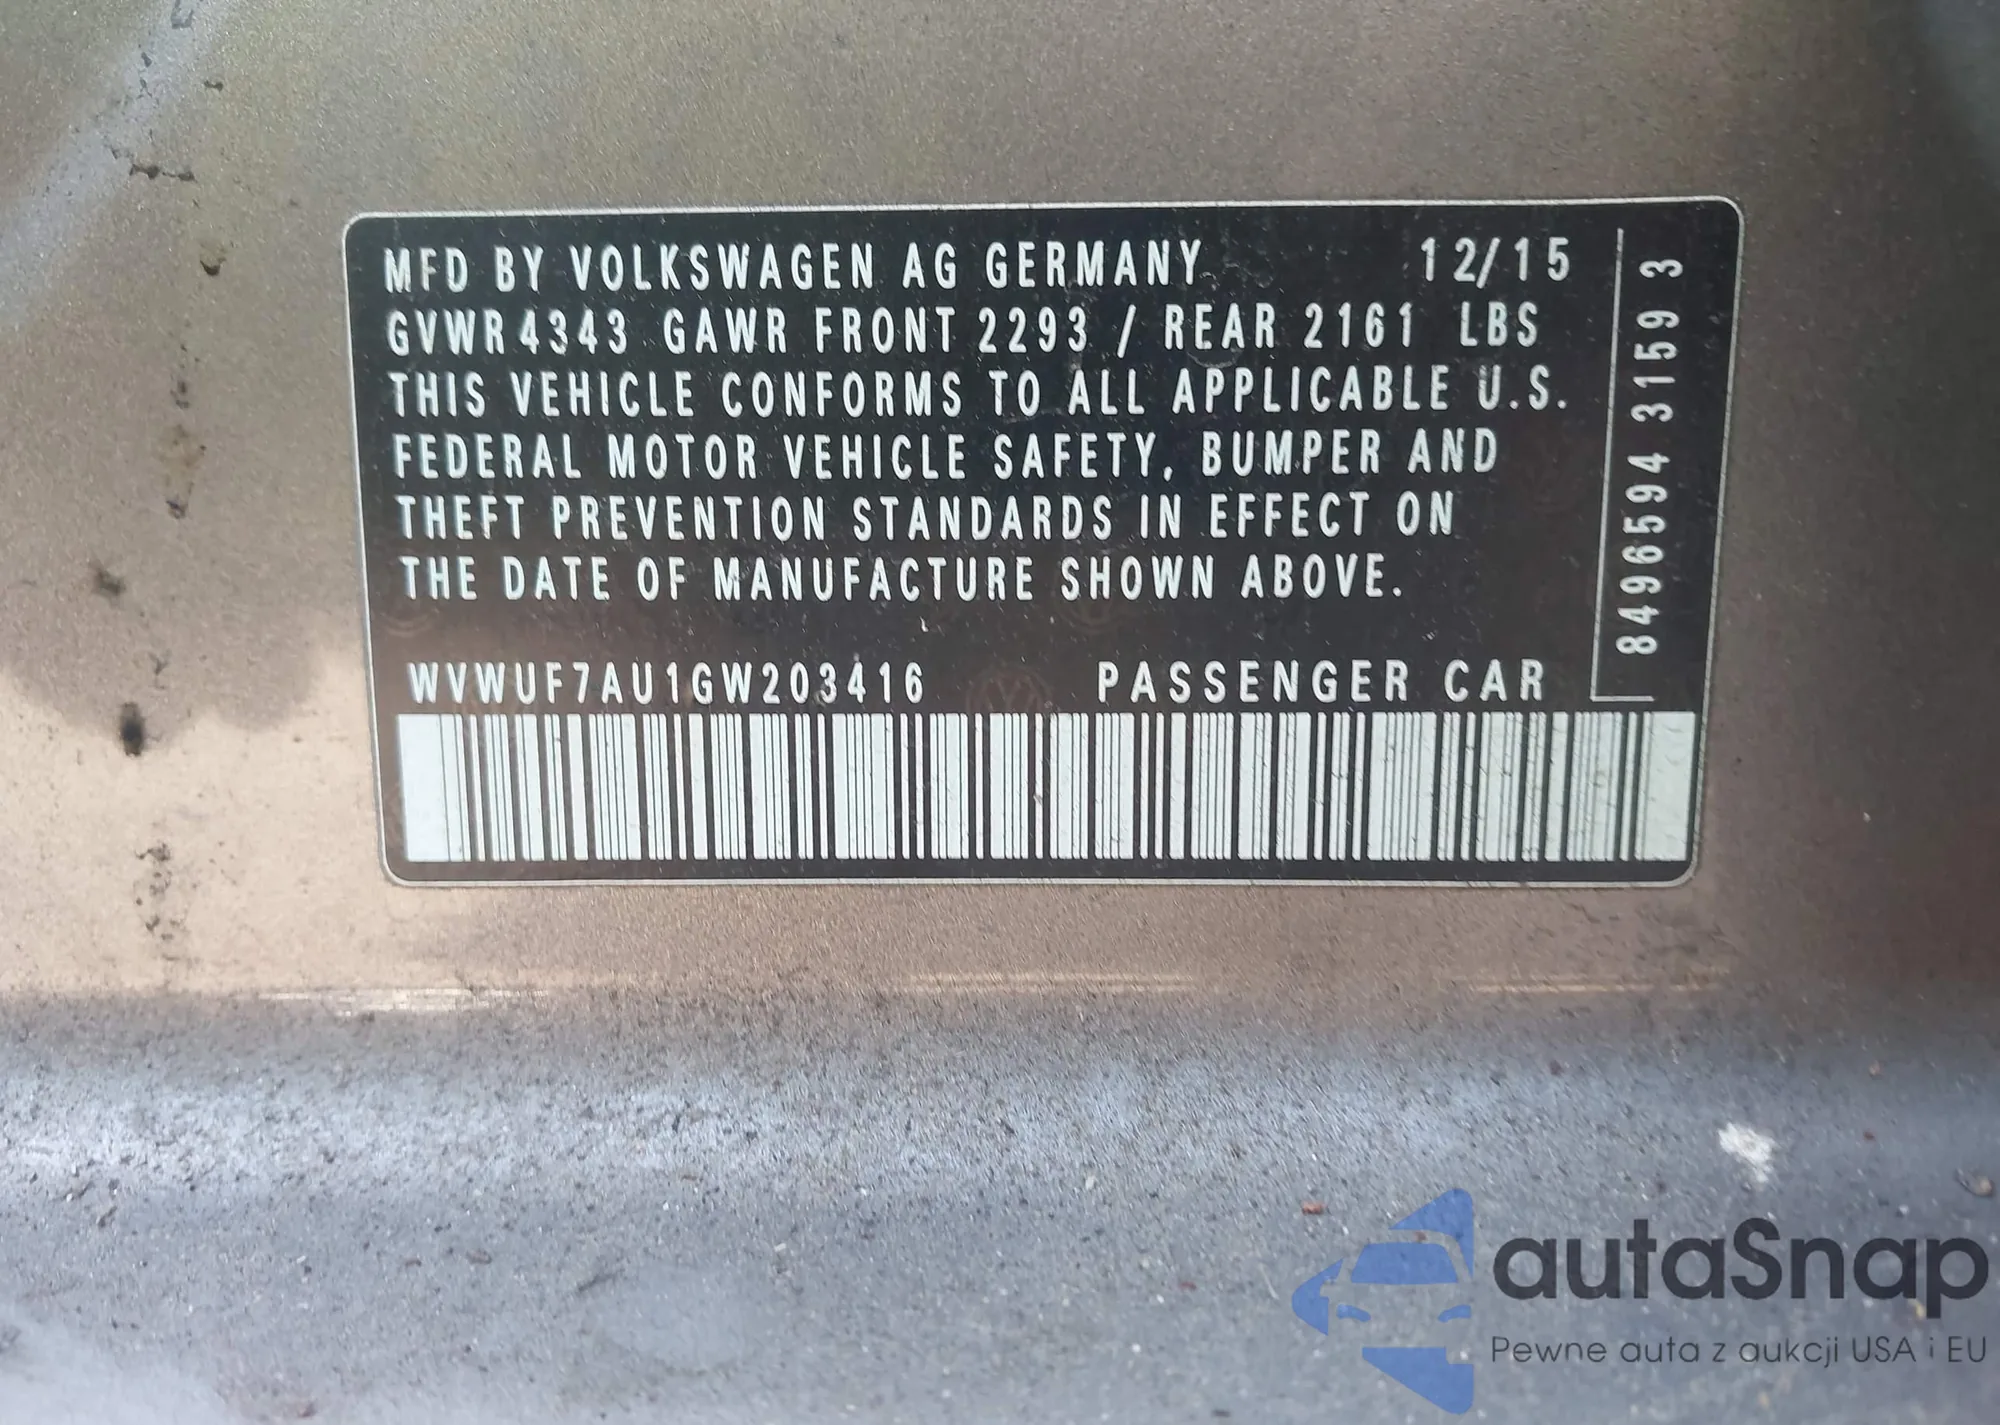 MFD BY VOLKSWAGEN AG GERMANY 12/15
GVWR 4343 GAWR FRONT 2293 / REAR 2161 LBS
THIS VEHICLE CONFORMS TO ALL APPLICABLE U.S.
FEDERAL MOTOR VEHICLE SAFETY, BUMPER AND
THEFT PREVENTION STANDARDS IN EFFECT ON
THE DATE OF MANUFACTURE SHOWN ABOVE.
WVWUF7AU1GW203416 PASSENGER CAR
8496594 3159 3
autaSnap
Pewne auta z aukcji USA i EU